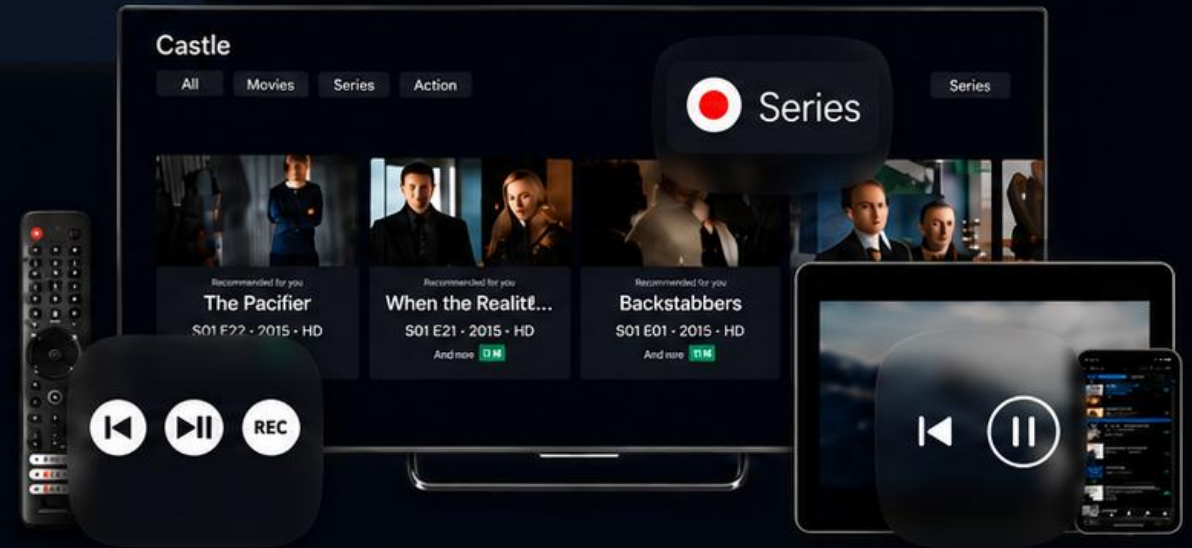 Castle
All
Movies
Series
Action
Series
Series
Recommended for you
The Pacifier
S01 E22 · 2015 · HD
Recommended for you
When the Realitě...
S01 E21 · 2015 · HD
And more
Recommended for you
Backstabbers
S01 E01 · 2015 · HD
And more
REC